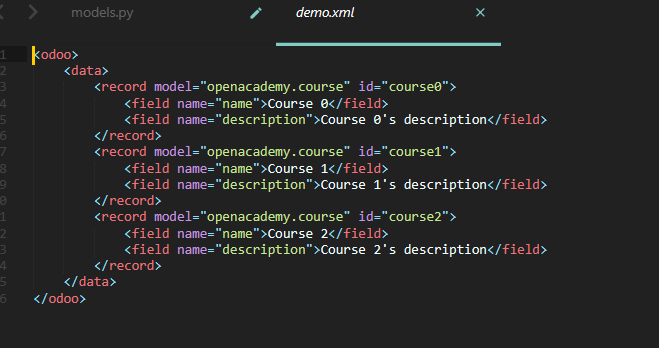 models.py demo.xml
1 <odoo>
2 <data>
3 <record model="openacademy.course" id="course0">
4 <field name="name">Course 0</field>
5 <field name="description">Course 0's description</field>
6 </record>
7 <record model="openacademy.course" id="course1">
8 <field name="name">Course 1</field>
9 <field name="description">Course 1's description</field>
0 </record>
1 <record model="openacademy.course" id="course2">
2 <field name="name">Course 2</field>
3 <field name="description">Course 2's description</field>
4 </record>
5 </data>
6 </odoo>